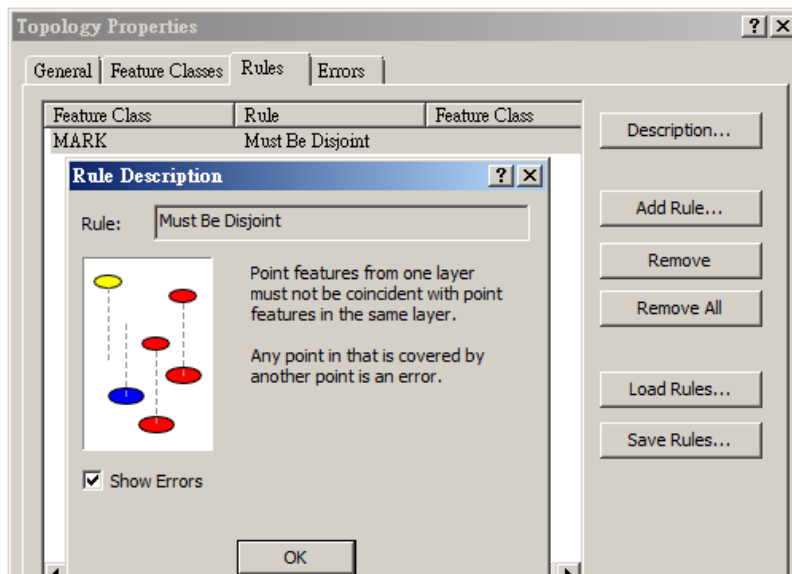 Topology Properties
General Feature Classes Rules Errors
Feature Class Rule Feature Class
MARK Must Be Disjoint
Description...
Rule Description
Rule: Must Be Disjoint
Add Rule...
Remove
Remove All
Point features from one layer
must not be coincident with point
features in the same layer.
Any point in that is covered by
another point is an error.
Load Rules...
Save Rules...
Show Errors
OK